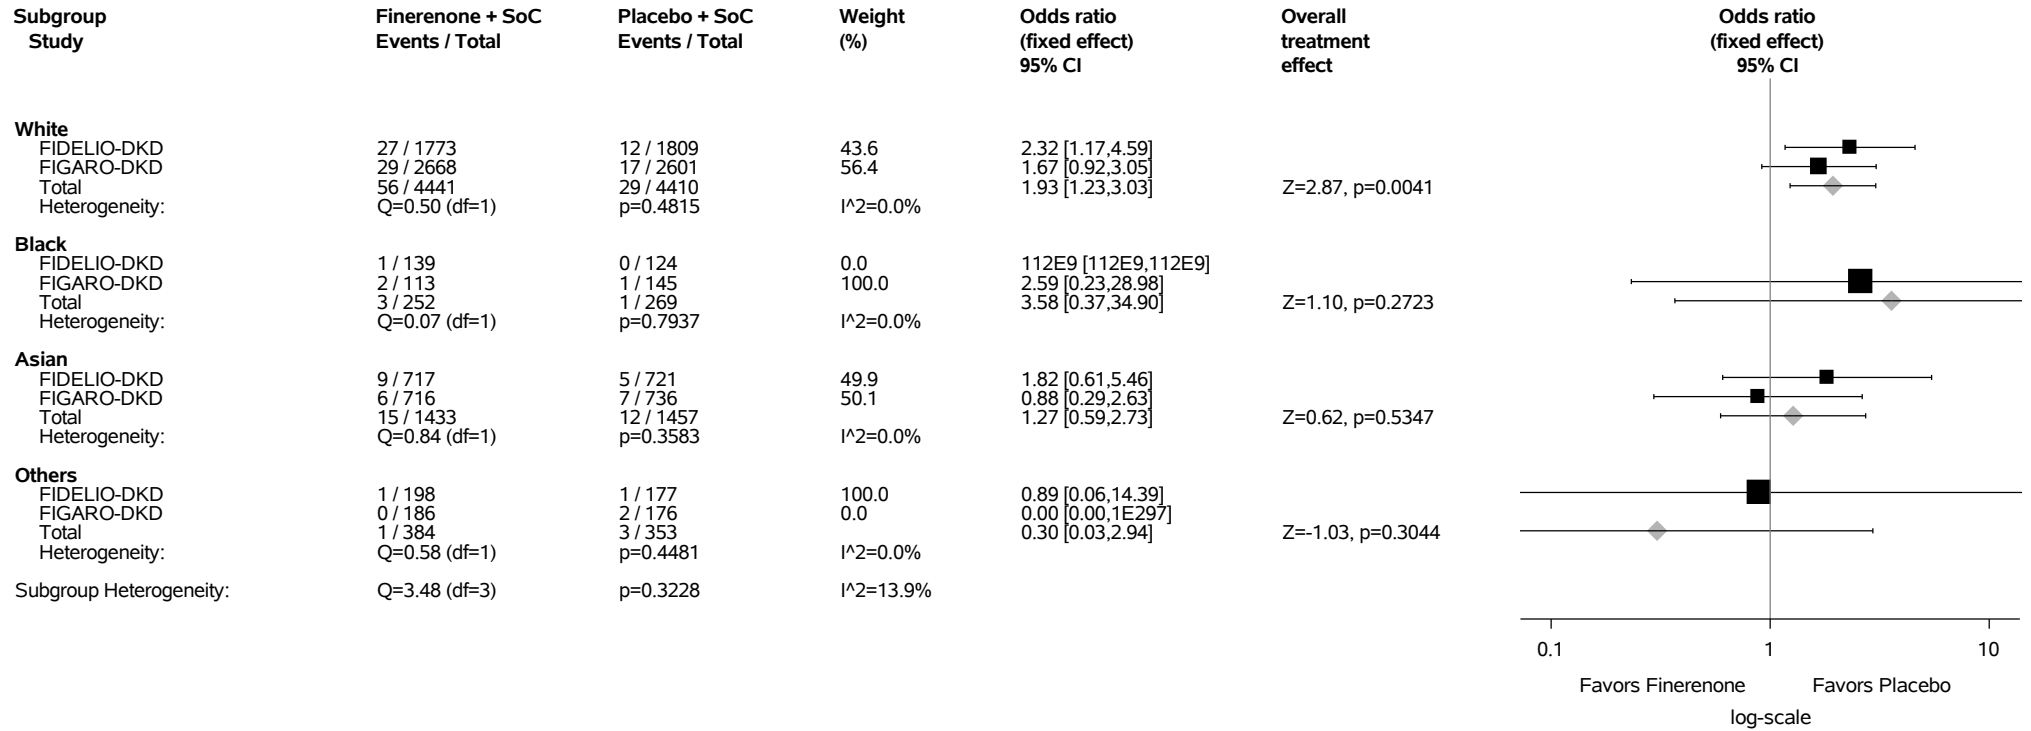 Subgroup Finerenone + SoC Placebo + SoC Weight Odds ratio Overall Odds ratio
Study Events / Total Events / Total (%) (fixed effect) treatment (fixed effect)
95% CI effect 95% CI
White
FIDELIO-DKD 27 / 1773 12 / 1809 43.6 2.32 [1.17,4.59]
FIGARO-DKD 29 / 2668 17 / 2601 56.4 1.67 [0.92,3.05]
Total 56 / 4441 29 / 4410 1.93 [1.23,3.03] Z=2.87, p=0.0041
Heterogeneity: Q=0.50 (df=1) p=0.4815 I^2=0.0%
Black
FIDELIO-DKD 1 / 139 0 / 124 0.0 112E9 [112E9,112E9]
FIGARO-DKD 2 / 113 1 / 145 100.0 2.59 [0.23,28.98]
Total 3 / 252 1 / 269 3.58 [0.37,34.90] Z=1.10, p=0.2723
Heterogeneity: Q=0.07 (df=1) p=0.7937 I^2=0.0%
Asian
FIDELIO-DKD 9 / 717 5 / 721 49.9 1.82 [0.61,5.46]
FIGARO-DKD 6 / 716 7 / 736 50.1 0.88 [0.29,2.63]
Total 15 / 1433 12 / 1457 1.27 [0.59,2.73] Z=0.62, p=0.5347
Heterogeneity: Q=0.84 (df=1) p=0.3583 I^2=0.0%
Others
FIDELIO-DKD 1 / 198 1 / 177 100.0 0.89 [0.06,14.39]
FIGARO-DKD 0 / 186 2 / 176 0.0 0.00 [0.00,1E297]
Total 1 / 384 3 / 353 0.30 [0.03,2.94] Z=-1.03, p=0.3044
Heterogeneity: Q=0.58 (df=1) p=0.4481 I^2=0.0%
Subgroup Heterogeneity: Q=3.48 (df=3) p=0.3228 I^2=13.9%
0.1 1 10
Favors Finerenone Favors Placebo
log-scale